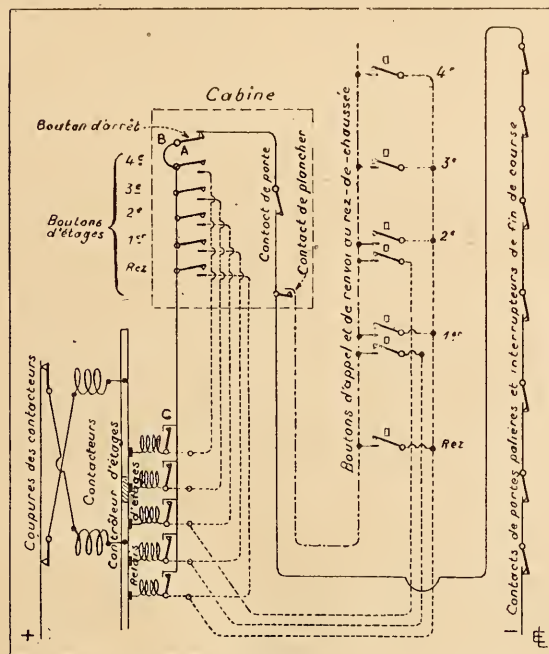 Cabine
Bouton d'arrêt
B
A
4e
3e
2e
1er
Rez
Boutons
d'étages
Contact de porte
Contact de plancher
Boutons d'appel et de renvoi au rez-de-chaussée
4e
3e
2e
1er
Rez
Contacts de portes palières et interrupteurs de fin de course
Coupures des contacteurs
Contacteurs
Contrôleur d'étages
Relais d'étages
C
+
−